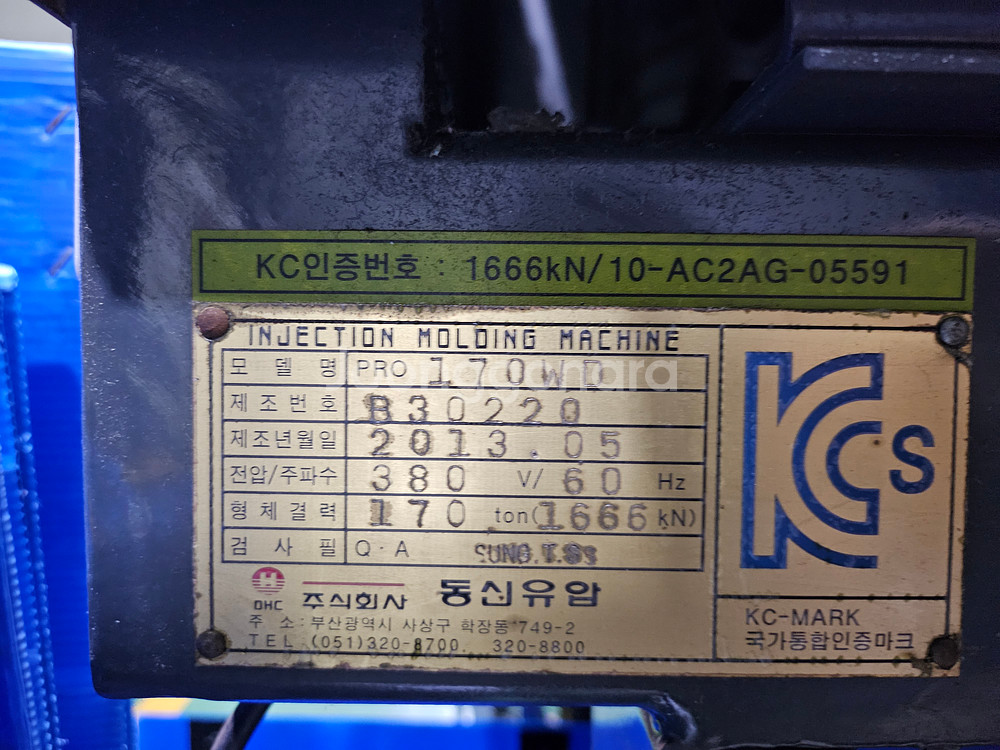 KC인증번호 : 1666kN/10-AC2AG-05591
INJECTION MOLDING MACHINE
모델명 PRO 170WD
제조번호 B30220
제조년월일 2013.05
전압/주파수 380 V/ 60 Hz
형체결력 170 ton(1666kN)
검사필 Q·A
DHC 주식회사 동신유압
주소:부산광역시 사상구 학장동 749-2
TEL.(051)320-8700, 320-8800
KCs
KC-MARK
국가통합인증마크